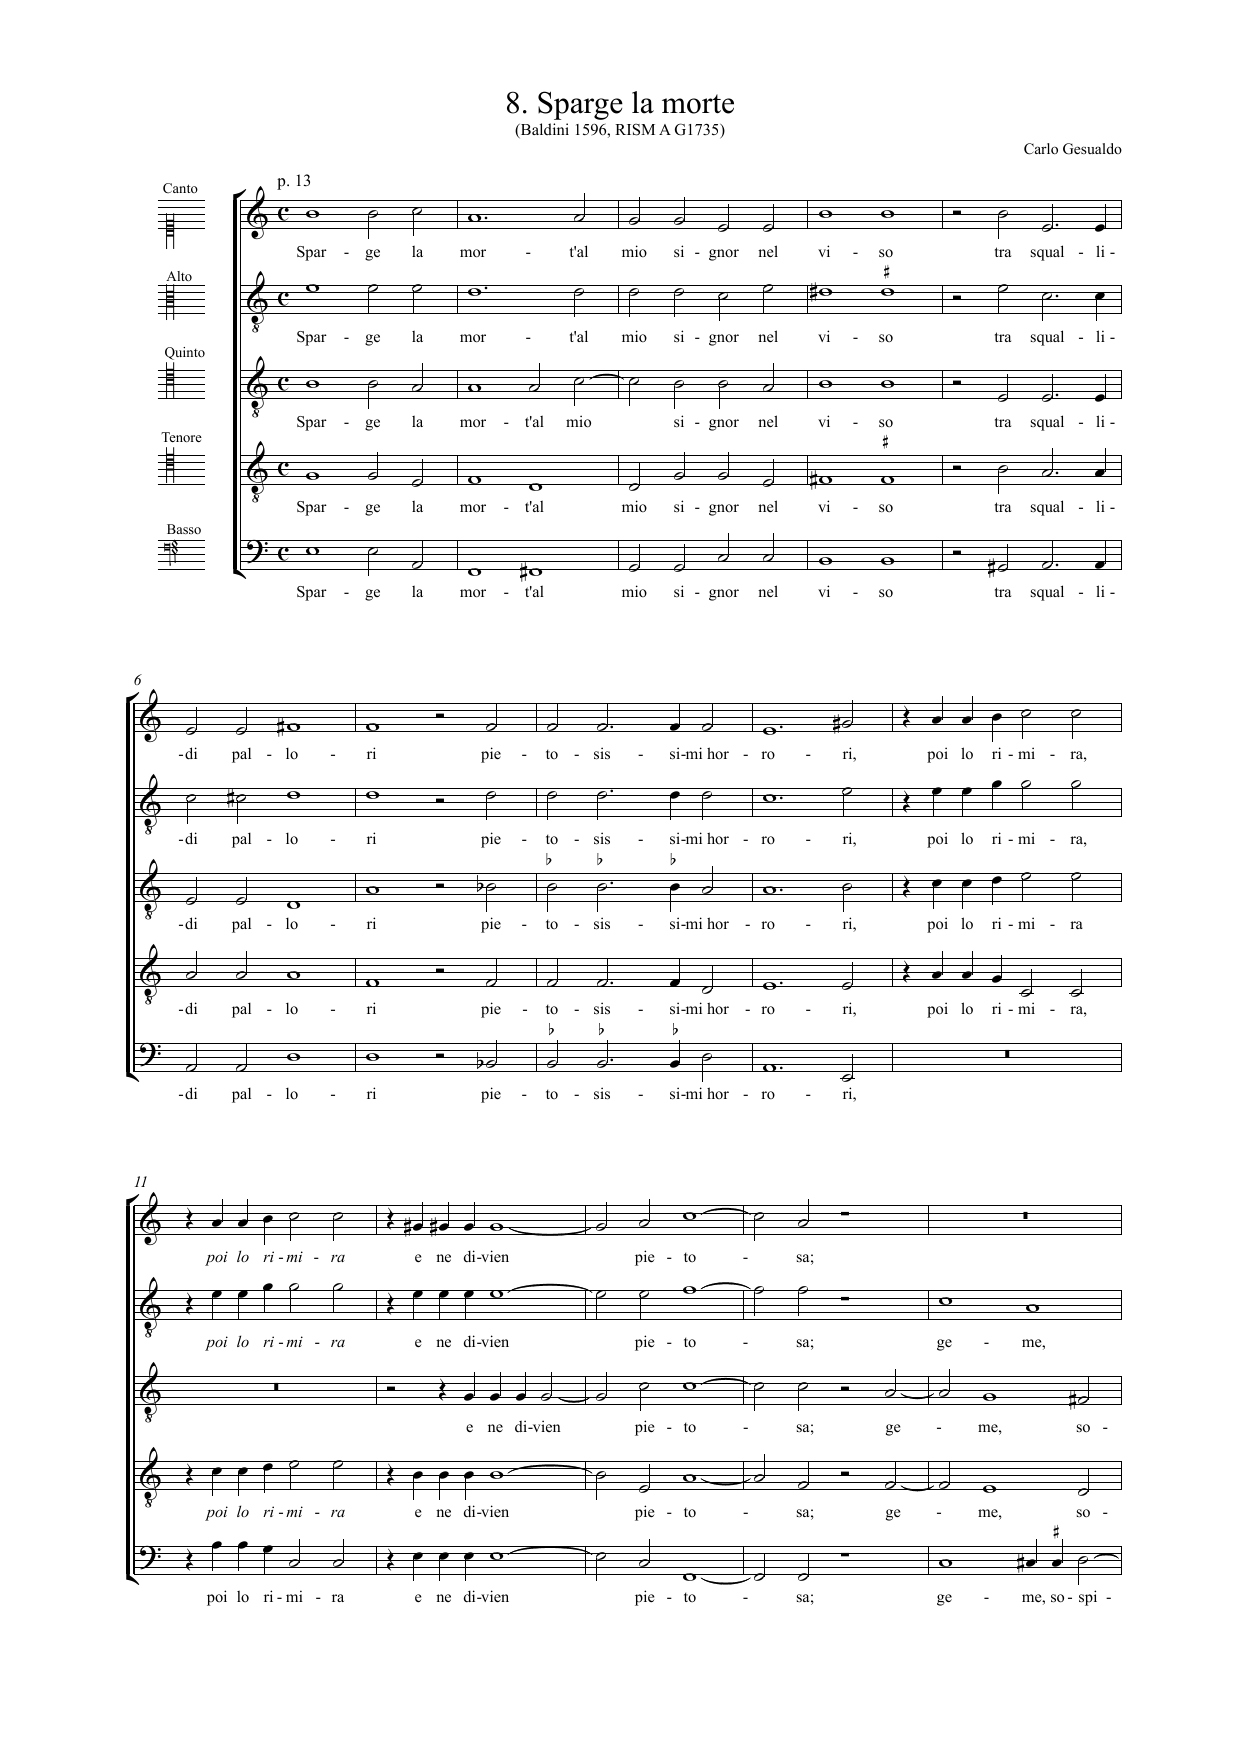 8. Sparge la morte
(Baldini 1596, RISM A G1735)
Carlo Gesualdo
p. 13
Canto
Spar - ge la mor - t'al mio si - gnor nel vi - so tra squal - li -
Alto
Spar - ge la mor - t'al mio si - gnor nel vi - so tra squal - li -
Quinto
Spar - ge la mor - t'al mio si - gnor nel vi - so tra squal - li -
Tenore
Spar - ge la mor - t'al mio si - gnor nel vi - so tra squal - li -
Basso
Spar - ge la mor - t'al mio si - gnor nel vi - so tra squal - li -
6
-di pal - lo - ri pie - to - sis - si-mi hor - ro - ri, poi lo ri - mi - ra,
-di pal - lo - ri pie - to - sis - si-mi hor - ro - ri, poi lo ri - mi - ra,
-di pal - lo - ri pie - to - sis - si-mi hor - ro - ri, poi lo ri - mi - ra
-di pal - lo - ri pie - to - sis - si-mi hor - ro - ri, poi lo ri - mi - ra,
-di pal - lo - ri pie - to - sis - si-mi hor - ro - ri,
11
poi lo ri - mi - ra e ne di-vien pie - to - sa;
poi lo ri - mi - ra e ne di-vien pie - to - sa; ge - me,
e ne di-vien pie - to - sa; ge - me, so -
poi lo ri - mi - ra e ne di-vien pie - to - sa; ge - me, so -
poi lo ri - mi - ra e ne di-vien pie - to - sa; ge - me, so - spi -